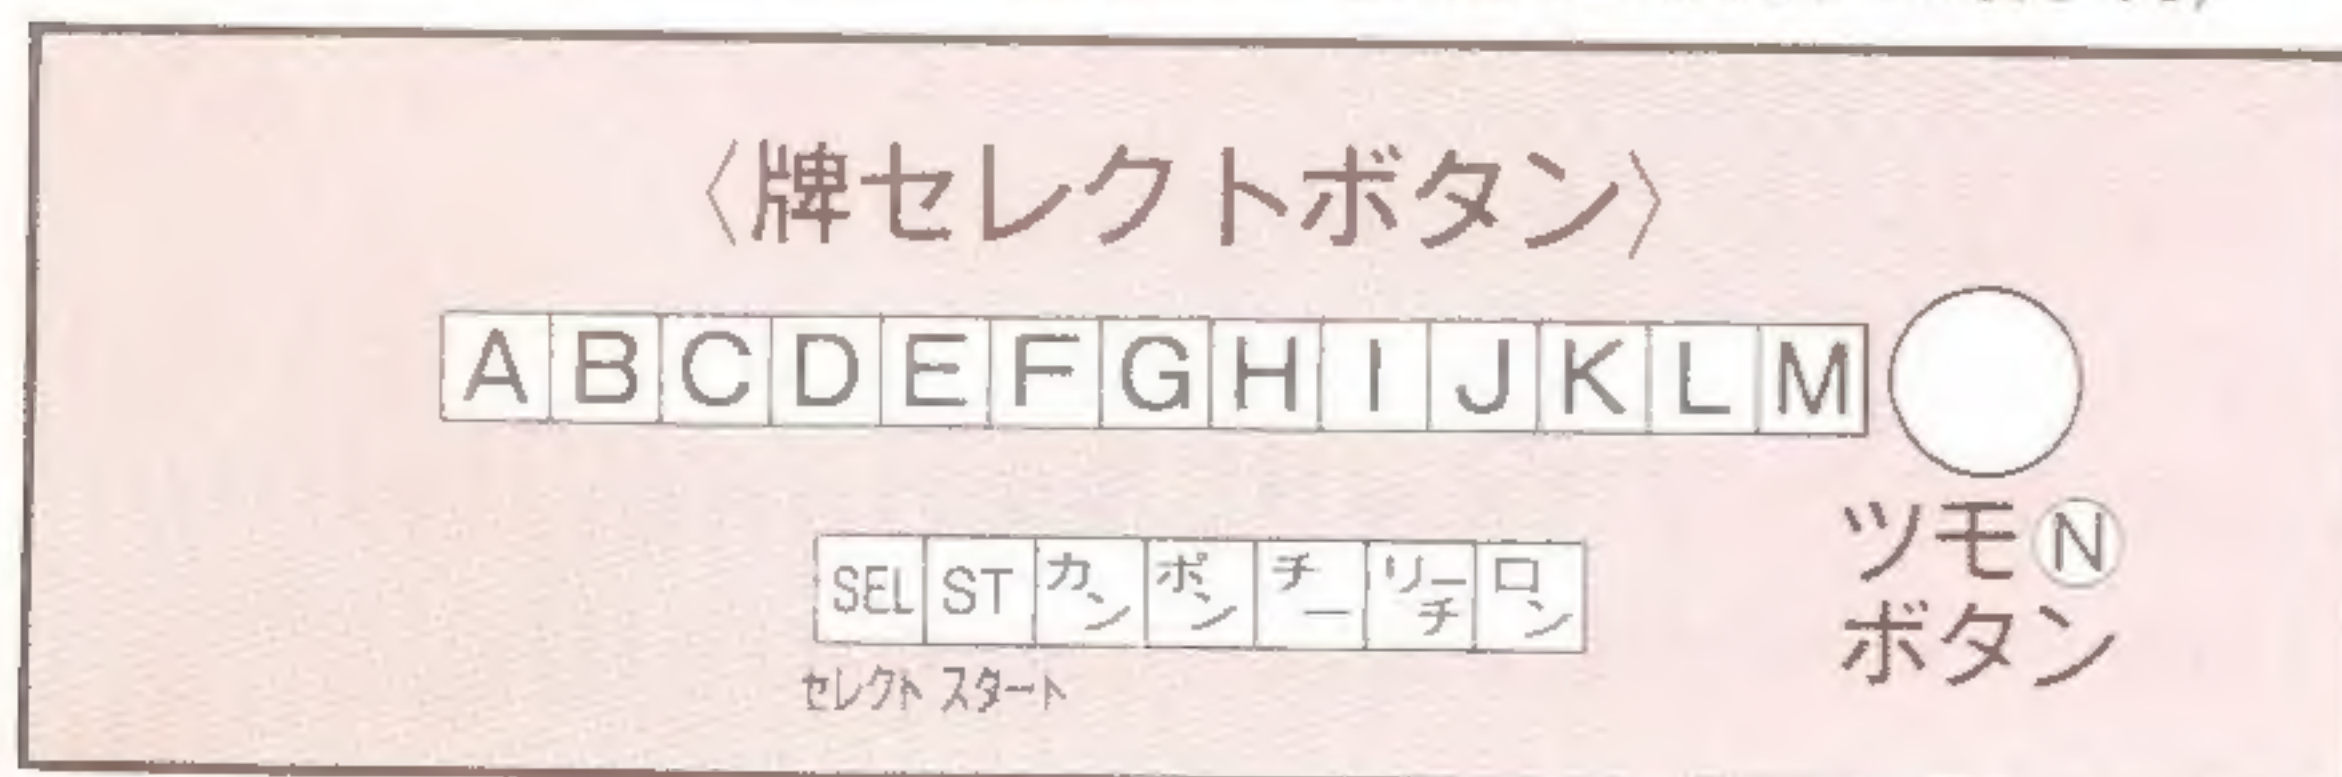 〈牌セレクトボタン〉
A B C D E F G H I J K L M
ツモⓃ
ボタン
SEL ST カン ポン チー リーチ ロン
セレクト スタート